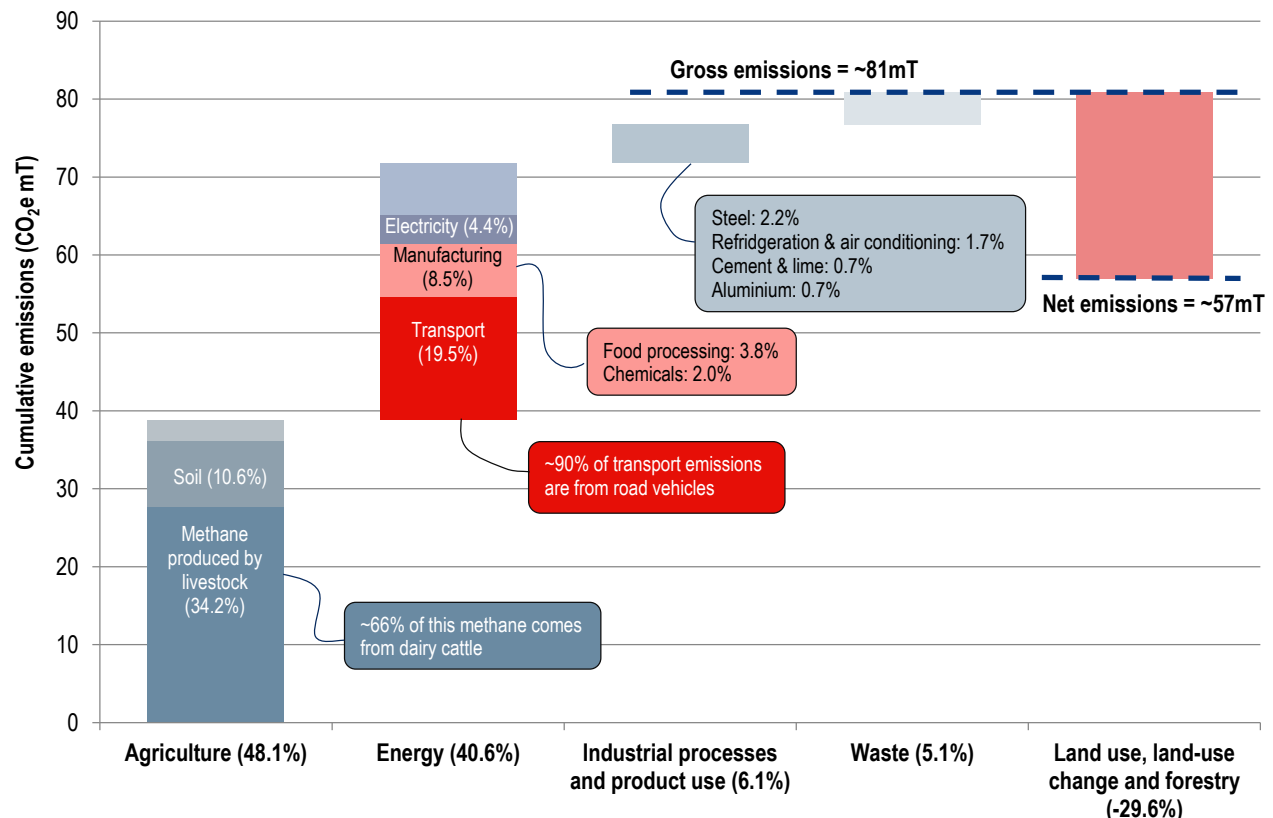 Cumulative emissions (CO₂e mT)
90
80
70
60
50
40
30
20
10
0
Gross emissions = ~81mT
Net emissions = ~57mT
Electricity (4.4%)
Manufacturing
(8.5%)
Transport
(19.5%)
Soil (10.6%)
Methane
produced by
livestock
(34.2%)
Steel: 2.2%
Refridgeration & air conditioning: 1.7%
Cement & lime: 0.7%
Aluminium: 0.7%
Food processing: 3.8%
Chemicals: 2.0%
~90% of transport emissions
are from road vehicles
~66% of this methane comes
from dairy cattle
Agriculture (48.1%)
Energy (40.6%)
Industrial processes
and product use (6.1%)
Waste (5.1%)
Land use, land-use
change and forestry
(-29.6%)